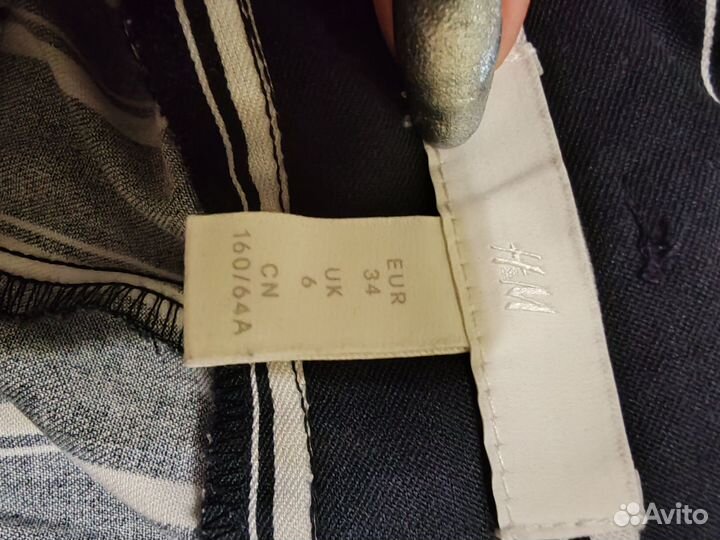 H&M
EUR
34
UK
6
CN
160/64A
Avito